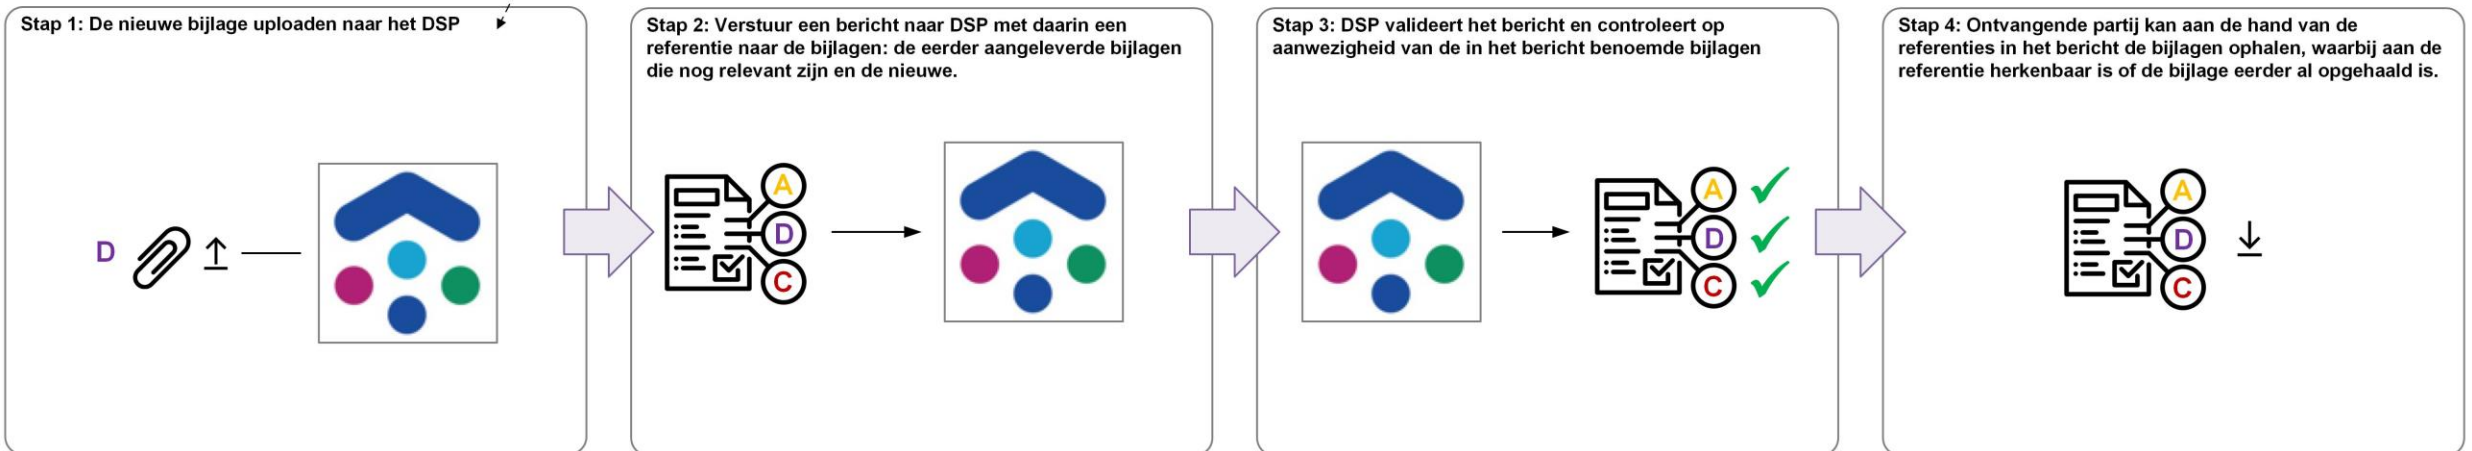 Stap 1: De nieuwe bijlage uploaden naar het DSP
Stap 2: Verstuur een bericht naar DSP met daarin een
referentie naar de bijlagen: de eerder aangeleverde bijlagen
die nog relevant zijn en de nieuwe.
Stap 3: DSP valideert het bericht en controleert op
aanwezigheid van de in het bericht benoemde bijlagen
Stap 4: Ontvangende partij kan aan de hand van de
referenties in het bericht de bijlagen ophalen, waarbij aan de
referentie herkenbaar is of de bijlage eerder al opgehaald is.
D
A
D
C
A
D
C
A
D
C